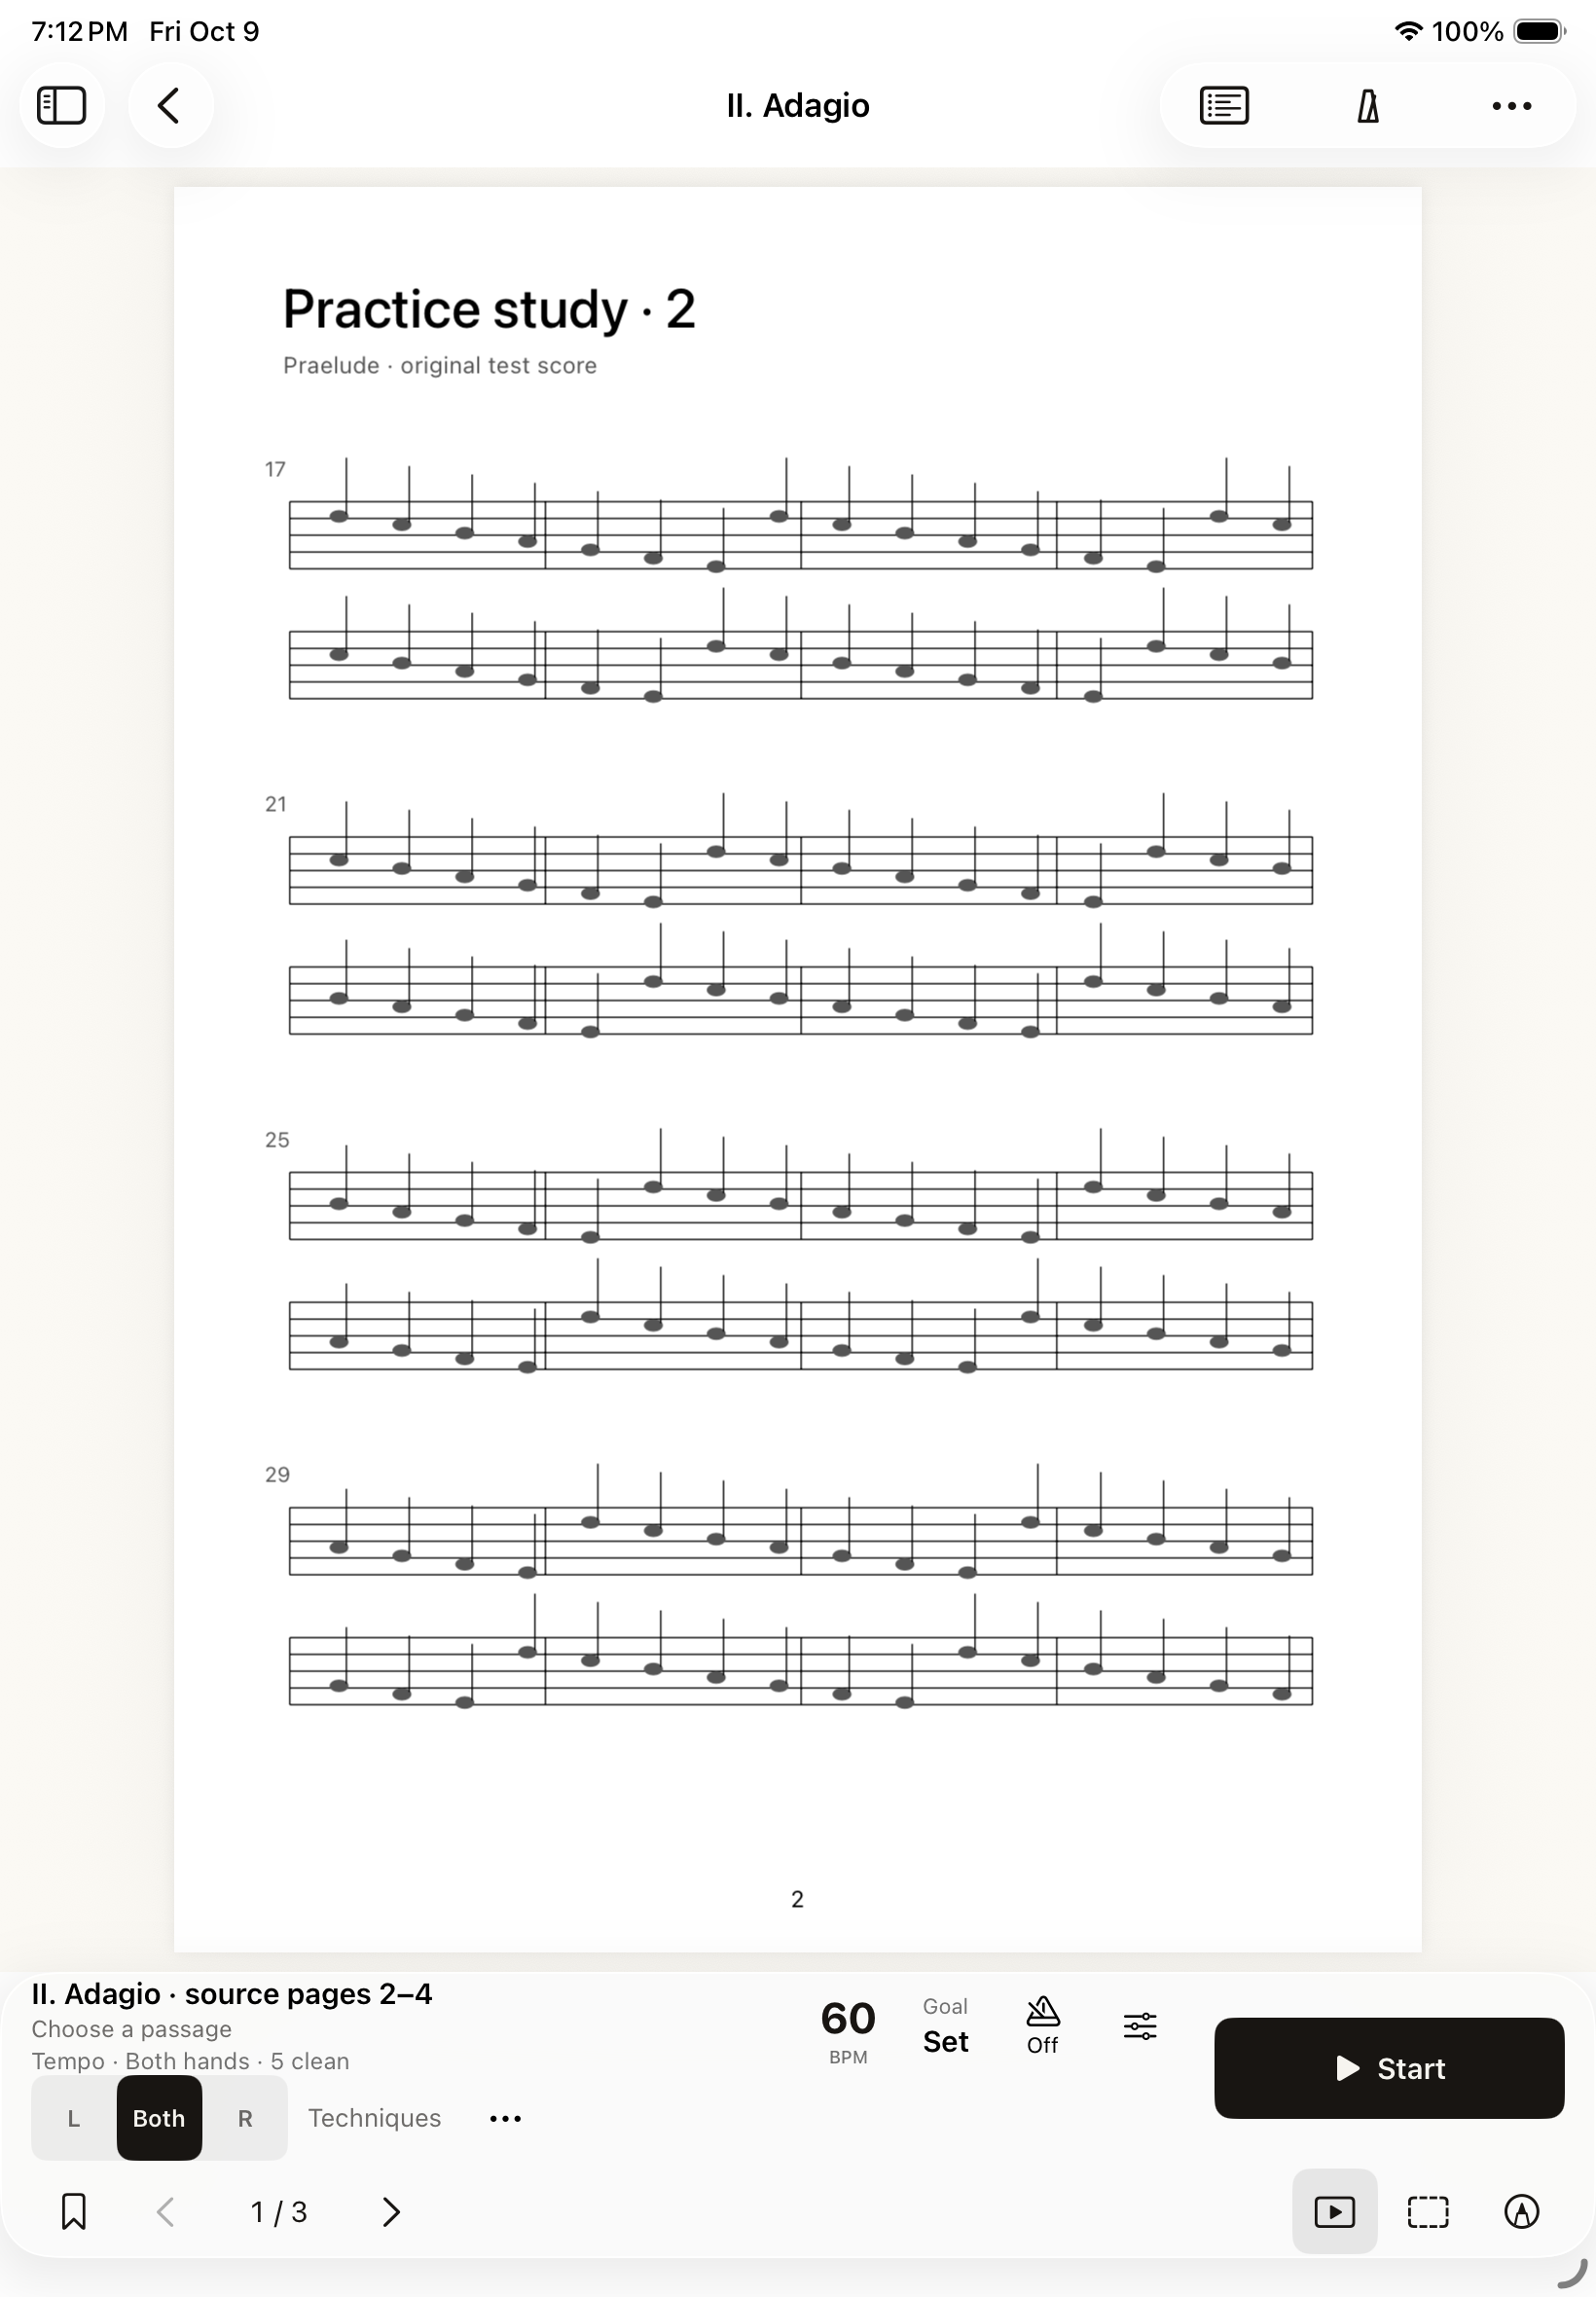 7:12 PM Fri Oct 9
100%
II. Adagio
Practice study · 2
Praelude · original test score
17
21
25
29
2
II. Adagio · source pages 2–4
Choose a passage
Tempo · Both hands · 5 clean
60
BPM
Goal
Set
Off
Start
L Both R Techniques
1 / 3